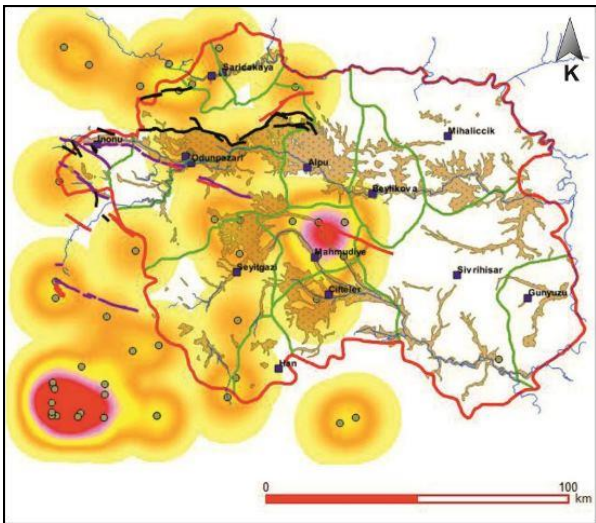 K
Saricakaya
Mihaliccik
Inonu
Odunpazari
Alpu
Beylikova
Mahmudiye
Seyitgazi
Sivrihisar
Cifteler
Gunyuzu
Han
0 100
km